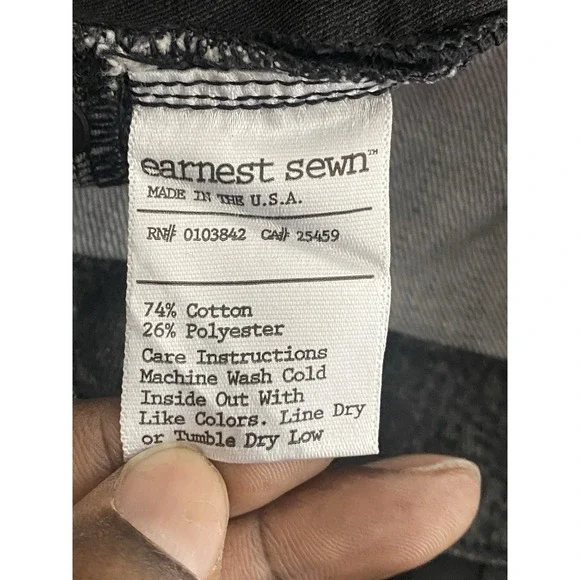 earnest sewn™
MADE IN THE U.S.A.
RN# 0103842 CA# 25459
74% Cotton
26% Polyester
Care Instructions
Machine Wash Cold
Inside Out With
Like Colors. Line Dry
or Tumble Dry Low